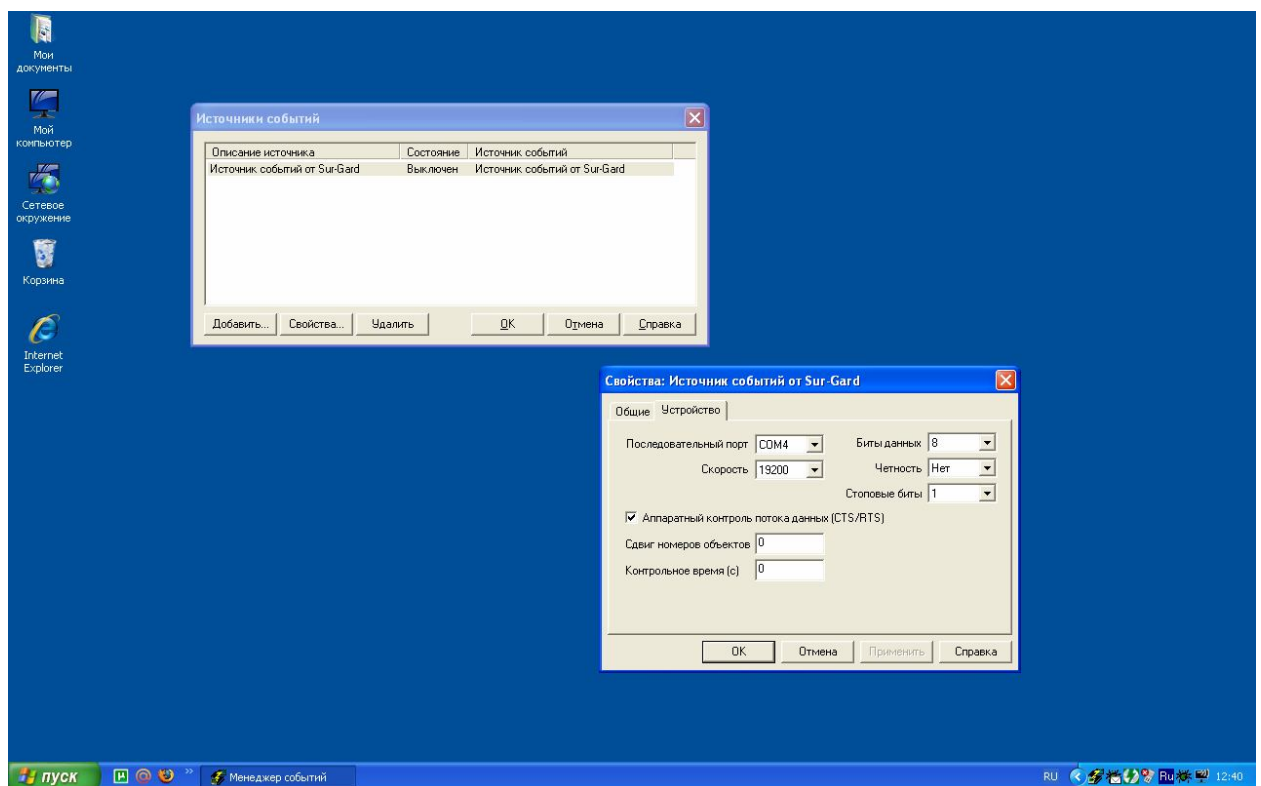 Мои
документы
Мой
компьютер
Сетевое
окружение
Корзина
Internet
Explorer
Источники событий
Описание источника Состояние Источник событий
Источник событий от Sur-Gard Выключен Источник событий от Sur-Gard
Добавить... Свойства... Удалить OK Отмена Справка
Свойства: Источник событий от Sur-Gard
Общие Устройство
Последовательный порт COM4 Биты данных 8
Скорость 19200 Четность Нет
Стоповые биты 1
Аппаратный контроль потока данных (CTS/RTS)
Сдвиг номеров объектов 0
Контрольное время (с) 0
OK Отмена Применить Справка
пуск Менеджер событий RU Ru 12:40